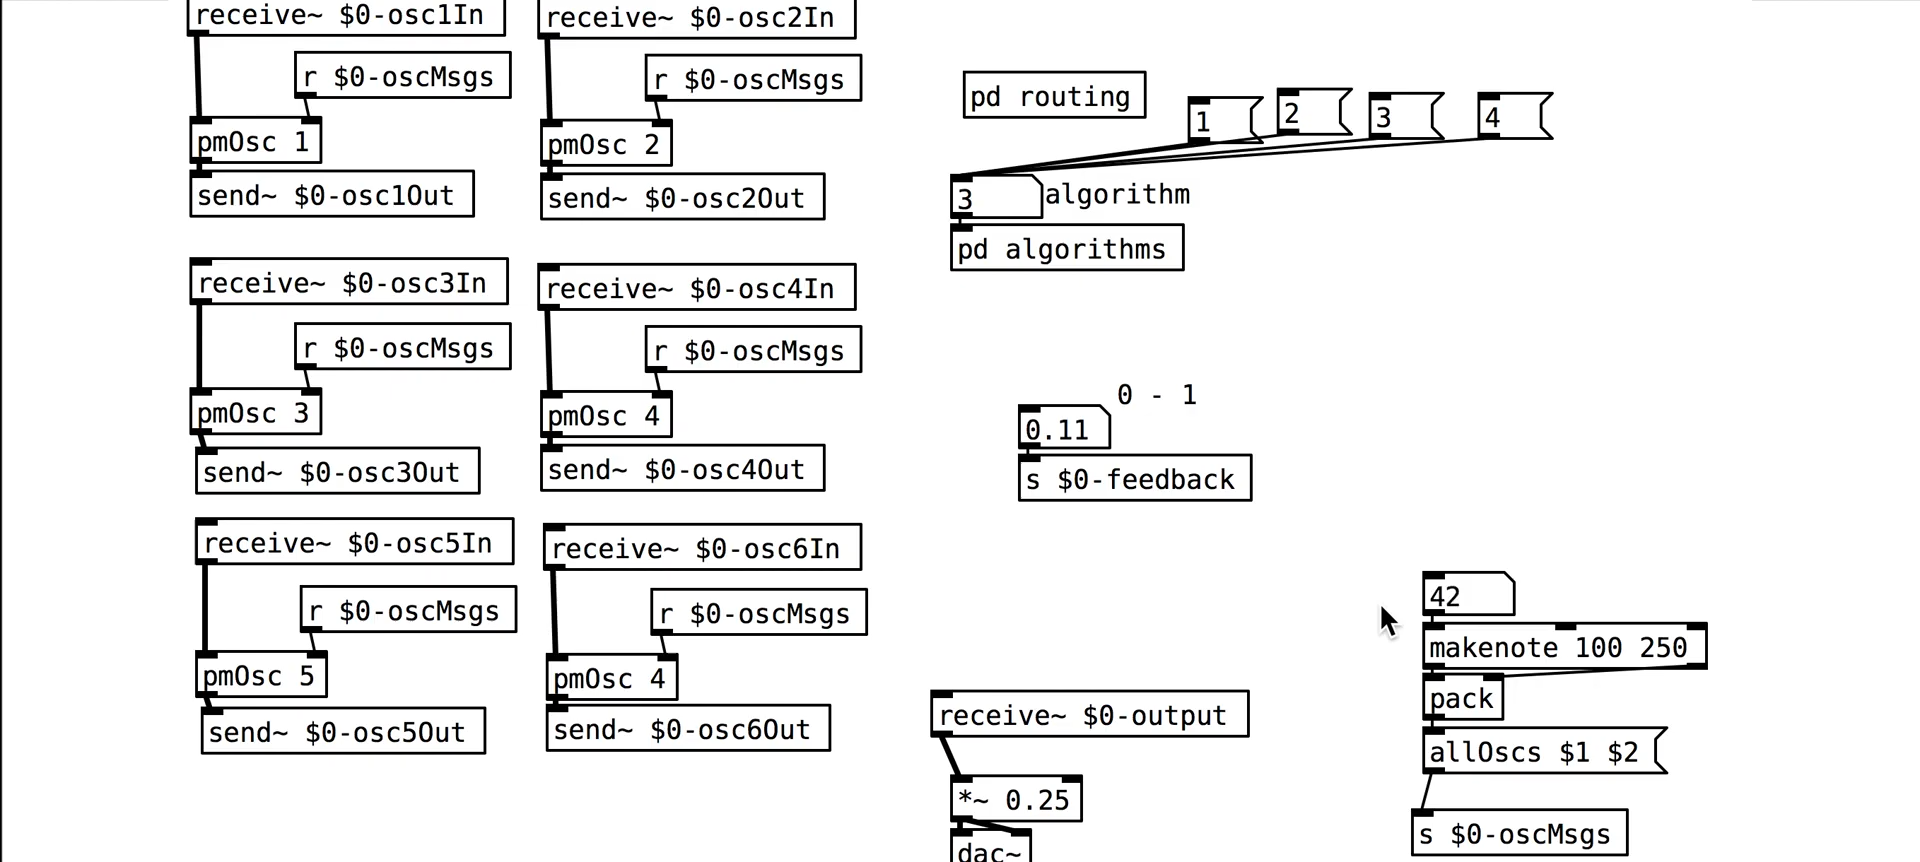 receive~ $0-osc1In
r $0-oscMsgs
pmOsc 1
send~ $0-osc1Out
receive~ $0-osc2In
r $0-oscMsgs
pmOsc 2
send~ $0-osc2Out
receive~ $0-osc3In
r $0-oscMsgs
pmOsc 3
send~ $0-osc3Out
receive~ $0-osc4In
r $0-oscMsgs
pmOsc 4
send~ $0-osc4Out
receive~ $0-osc5In
r $0-oscMsgs
pmOsc 5
send~ $0-osc5Out
receive~ $0-osc6In
r $0-oscMsgs
pmOsc 4
send~ $0-osc6Out
pd routing
1
2
3
4
3
algorithm
pd algorithms
0 - 1
0.11
s $0-feedback
receive~ $0-output
*~ 0.25
dac~
42
makenote 100 250
pack
allOscs $1 $2
s $0-oscMsgs